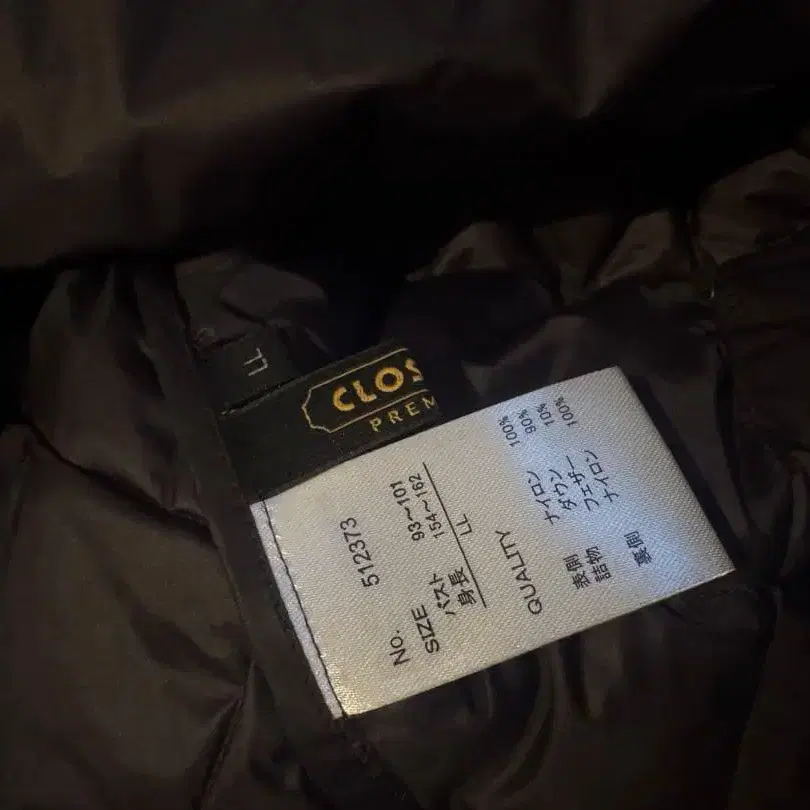 LL
CLOS
PREM
No. 512373
SIZE
バスト 93～101
身長 154～162
LL
QUALITY
表側 ナイロン 100%
詰物 ダウン 90%
フェザー 10%
裏側 ナイロン 100%